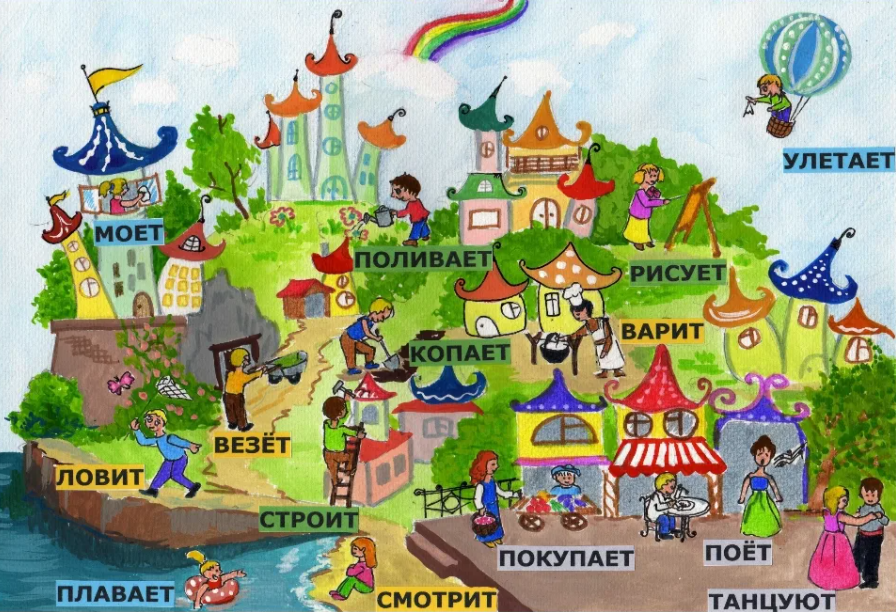 УЛЕТАЕТ
МОЕТ
ПОЛИВАЕТ
РИСУЕТ
ВАРИТ
КОПАЕТ
ВЕЗЁТ
ЛОВИТ
СТРОИТ
ПОКУПАЕТ
ПОЁТ
ПЛАВАЕТ
СМОТРИТ
ТАНЦУЮТ